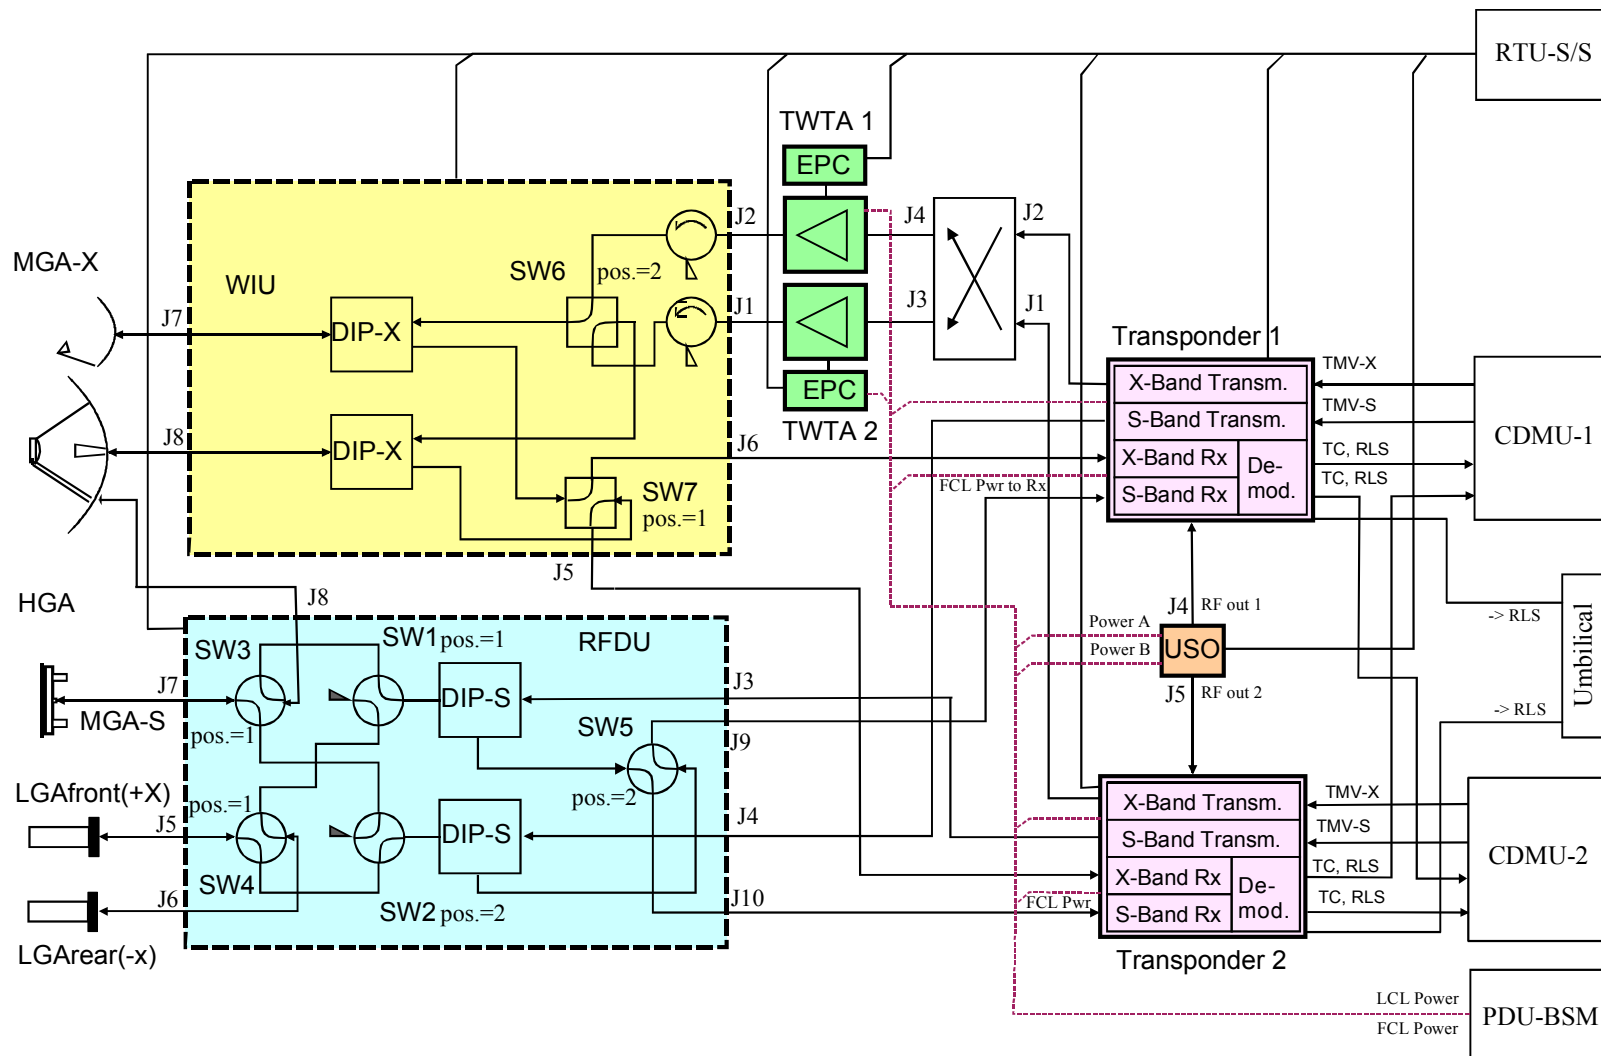 RTU-S/S
TWTA 1
EPC
J2
J4
J2
MGA-X
WIU
SW6
pos.=2
J7
DIP-X
J1
J3
J1
Transponder 1
EPC
TWTA 2
X-Band Transm.
S-Band Transm.
X-Band Rx
S-Band Rx
De-
mod.
TMV-X
TMV-S
TC, RLS
TC, RLS
CDMU-1
J8
DIP-X
J6
SW7
pos.=1
FCL Pwr to Rx
J5
HGA
J8
J4
RF out 1
-> RLS
Umbilical
SW3
SW1
pos.=1
RFDU
Power A
Power B
USO
J5
RF out 2
J7
MGA-S
pos.=1
DIP-S
J3
SW5
J9
pos.=2
-> RLS
LGAfront(+X)
pos.=1
J5
DIP-S
J4
X-Band Transm.
S-Band Transm.
X-Band Rx
S-Band Rx
De-
mod.
TMV-X
TMV-S
TC, RLS
TC, RLS
CDMU-2
SW4
J6
SW2
pos.=2
J10
FCL Pwr
LGArear(-x)
Transponder 2
LCL Power
FCL Power
PDU-BSM